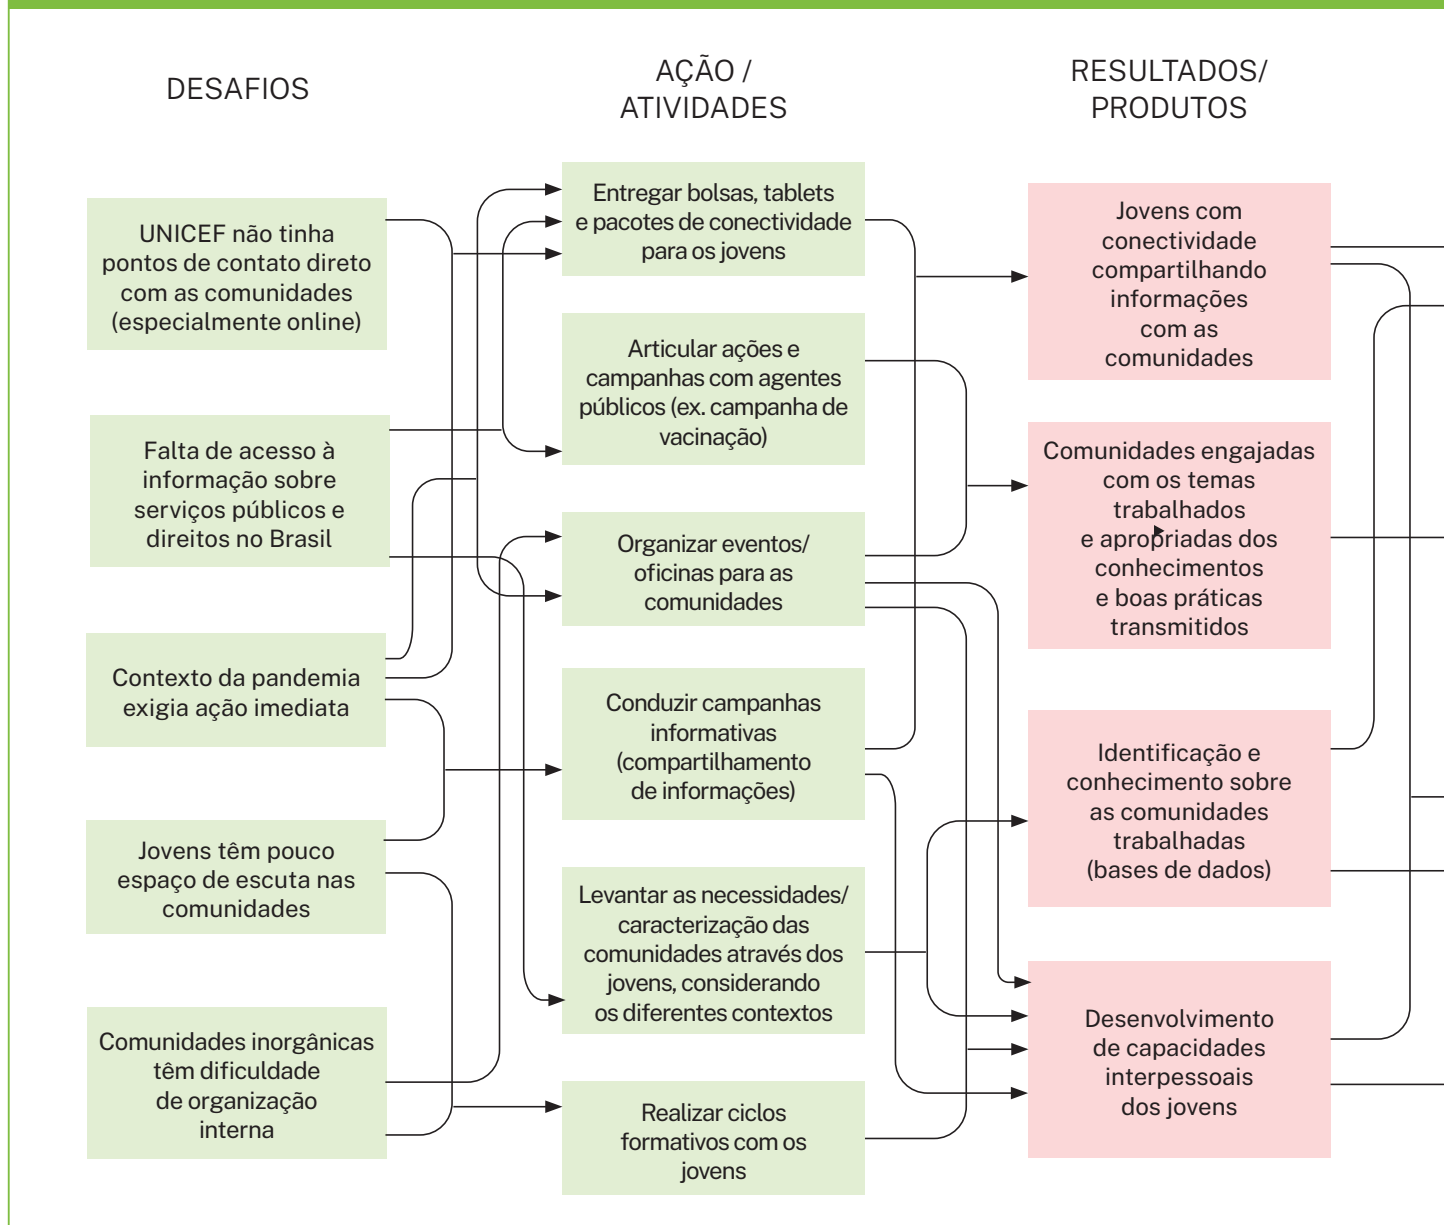 DESAFIOS
AÇÃO /
ATIVIDADES
RESULTADOS/
PRODUTOS
UNICEF não tinha
pontos de contato direto
com as comunidades
(especialmente online)
Falta de acesso à
informação sobre
serviços públicos e
direitos no Brasil
Contexto da pandemia
exigia ação imediata
Jovens têm pouco
espaço de escuta nas
comunidades
Comunidades inorgânicas
têm dificuldade
de organização
interna
Entregar bolsas, tablets
e pacotes de conectividade
para os jovens
Articular ações e
campanhas com agentes
públicos (ex. campanha de
vacinação)
Organizar eventos/
oficinas para as
comunidades
Conduzir campanhas
informativas
(compartilhamento
de informações)
Levantar as necessidades/
caracterização das
comunidades através dos
jovens, considerando
os diferentes contextos
Realizar ciclos
formativos com os
jovens
Jovens com
conectividade
compartilhando
informações
com as
comunidades
Comunidades engajadas
com os temas
trabalhados
e apropriadas dos
conhecimentos
e boas práticas
transmitidos
Identificação e
conhecimento sobre
as comunidades
trabalhadas
(bases de dados)
Desenvolvimento
de capacidades
interpessoais
dos jovens